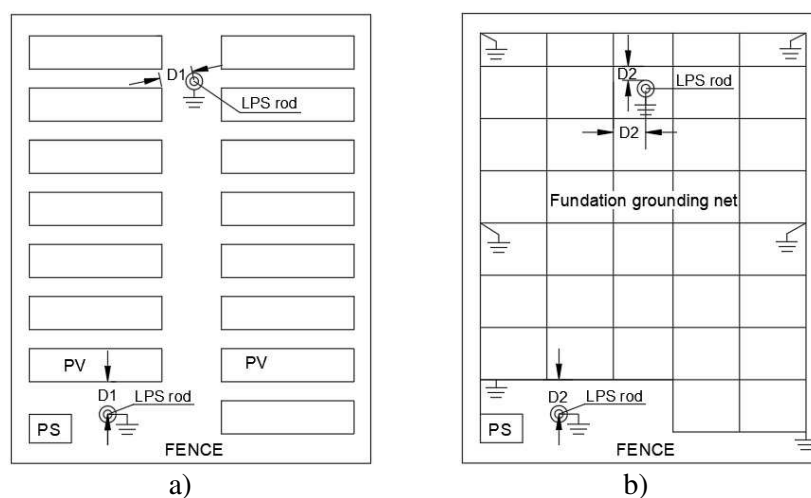 D1
LPS rod
PV
PV
D1
LPS rod
PS
FENCE
a)
D2
LPS rod
D2
Fundation grounding net
D2
LPS rod
PS
FENCE
b)